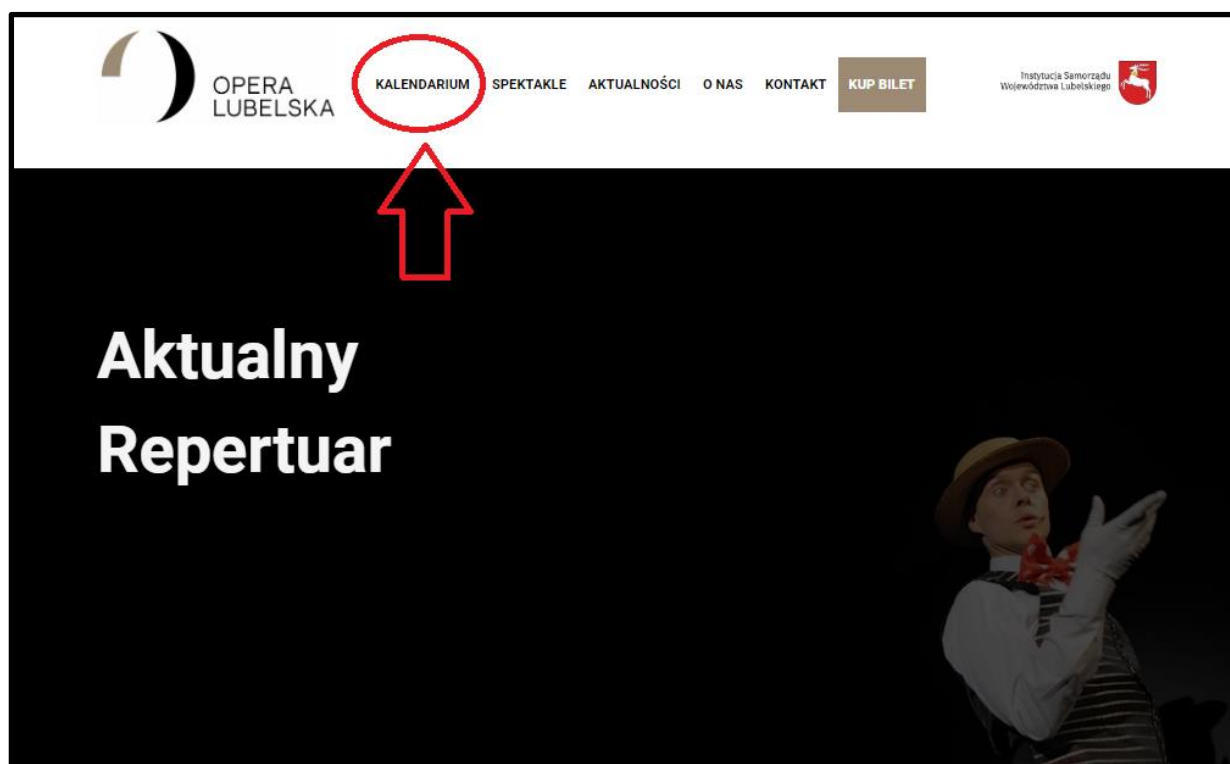 OPERA
LUBELSKA
KALENDARIUM SPEKTAKLE AKTUALNOŚCI O NAS KONTAKT KUP BILET
Instytucja Samorządu
Województwa Lubelskiego
Aktualny
Repertuar